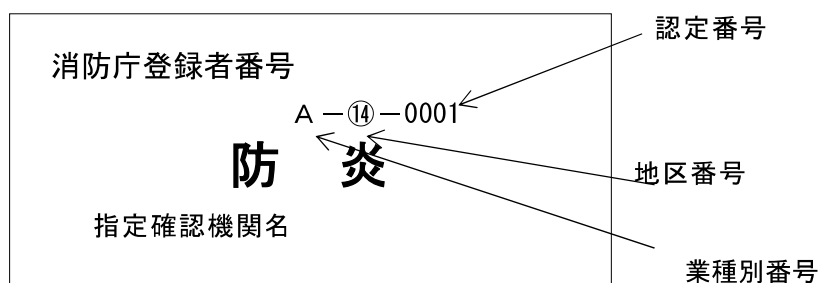 認定番号
消防庁登録者番号
A－⑭－0001
防　炎
地区番号
指定確認機関名
業種別番号